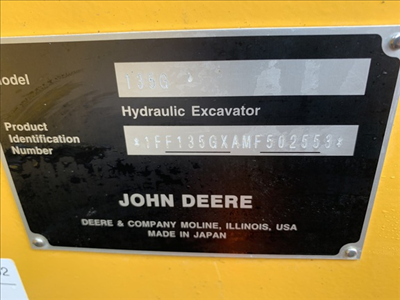 Model
135G
Hydraulic Excavator
Product
Identification
Number
*1FF135GXAMF502553*
JOHN DEERE
DEERE & COMPANY MOLINE, ILLINOIS, USA
MADE IN JAPAN